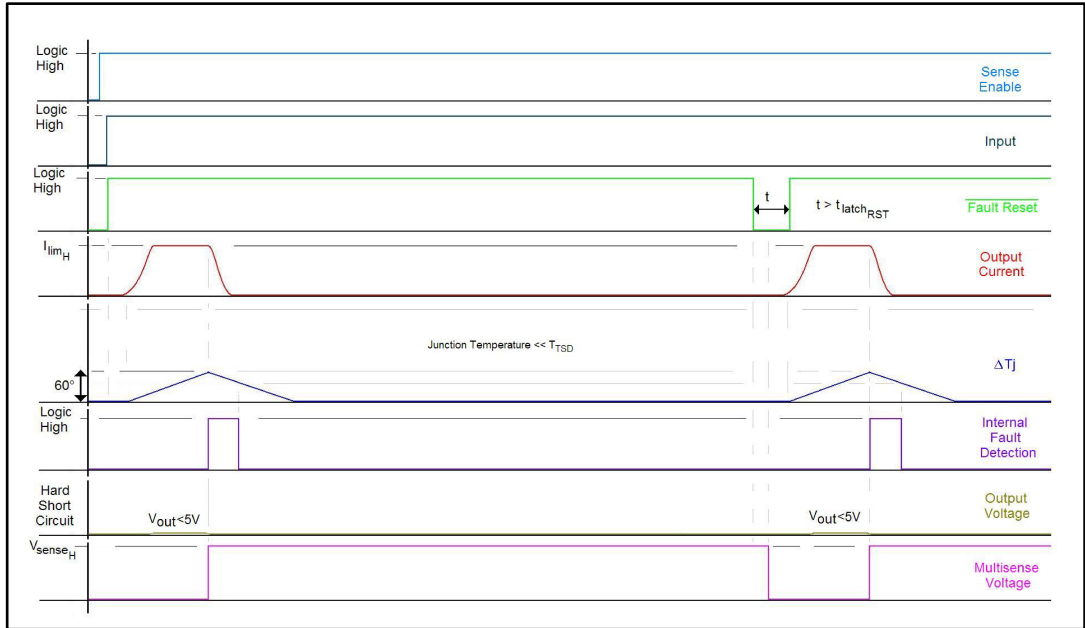 Logic
High
Sense
Enable
Logic
High
Input
Logic
High
t
t > tlatchRST
Fault Reset
IlimH
Output
Current
Junction Temperature << TTSD
60°
ΔTj
Logic
High
Internal
Fault
Detection
Hard
Short
Circuit
Vout<5V
Vout<5V
Output
Voltage
VsenseH
Multisense
Voltage